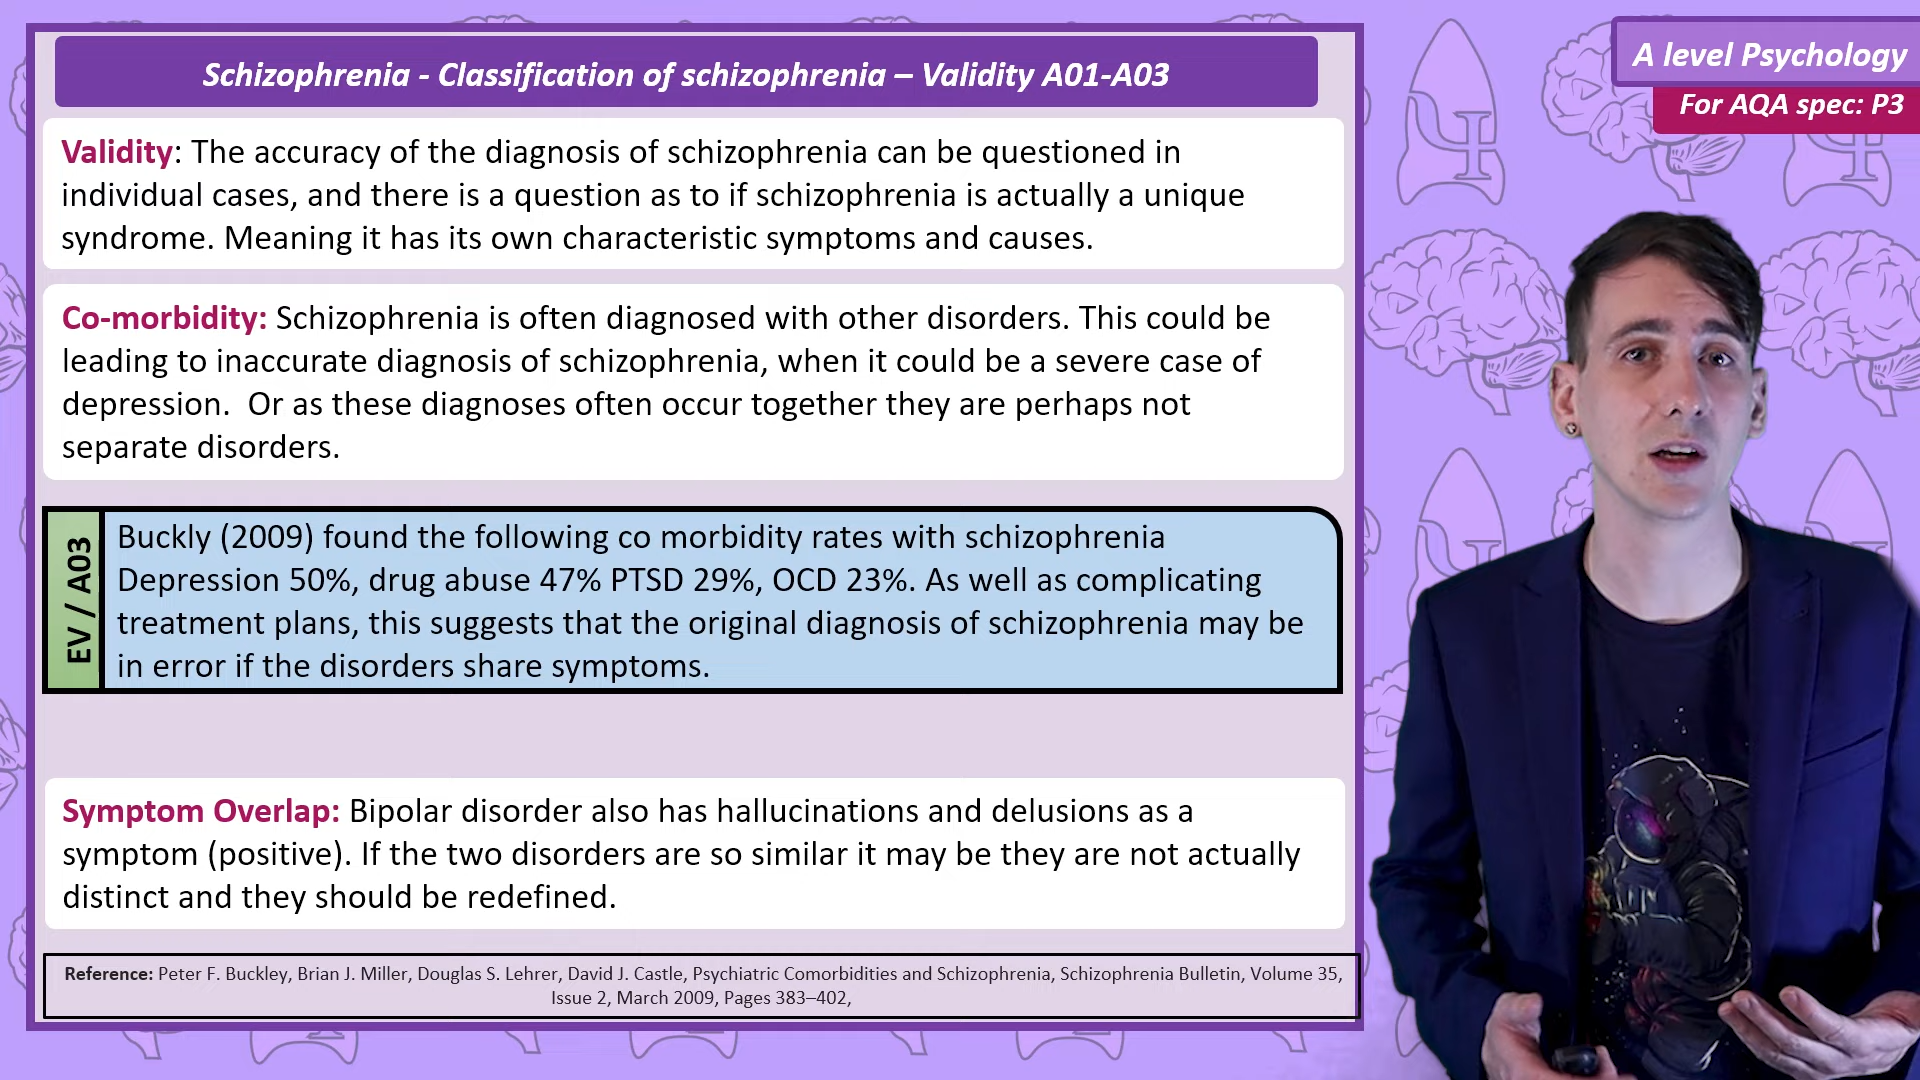 Schizophrenia - Classification of schizophrenia – Validity A01-A03
A level Psychology
For AQA spec: P3
Validity: The accuracy of the diagnosis of schizophrenia can be questioned in
individual cases, and there is a question as to if schizophrenia is actually a unique
syndrome. Meaning it has its own characteristic symptoms and causes.
Co-morbidity: Schizophrenia is often diagnosed with other disorders. This could be
leading to inaccurate diagnosis of schizophrenia, when it could be a severe case of
depression.  Or as these diagnoses often occur together they are perhaps not
separate disorders.
EV / A03
Buckly (2009) found the following co morbidity rates with schizophrenia
Depression 50%, drug abuse 47% PTSD 29%, OCD 23%. As well as complicating
treatment plans, this suggests that the original diagnosis of schizophrenia may be
in error if the disorders share symptoms.
Symptom Overlap: Bipolar disorder also has hallucinations and delusions as a
symptom (positive). If the two disorders are so similar it may be they are not actually
distinct and they should be redefined.
Reference: Peter F. Buckley, Brian J. Miller, Douglas S. Lehrer, David J. Castle, Psychiatric Comorbidities and Schizophrenia, Schizophrenia Bulletin, Volume 35,
Issue 2, March 2009, Pages 383–402,